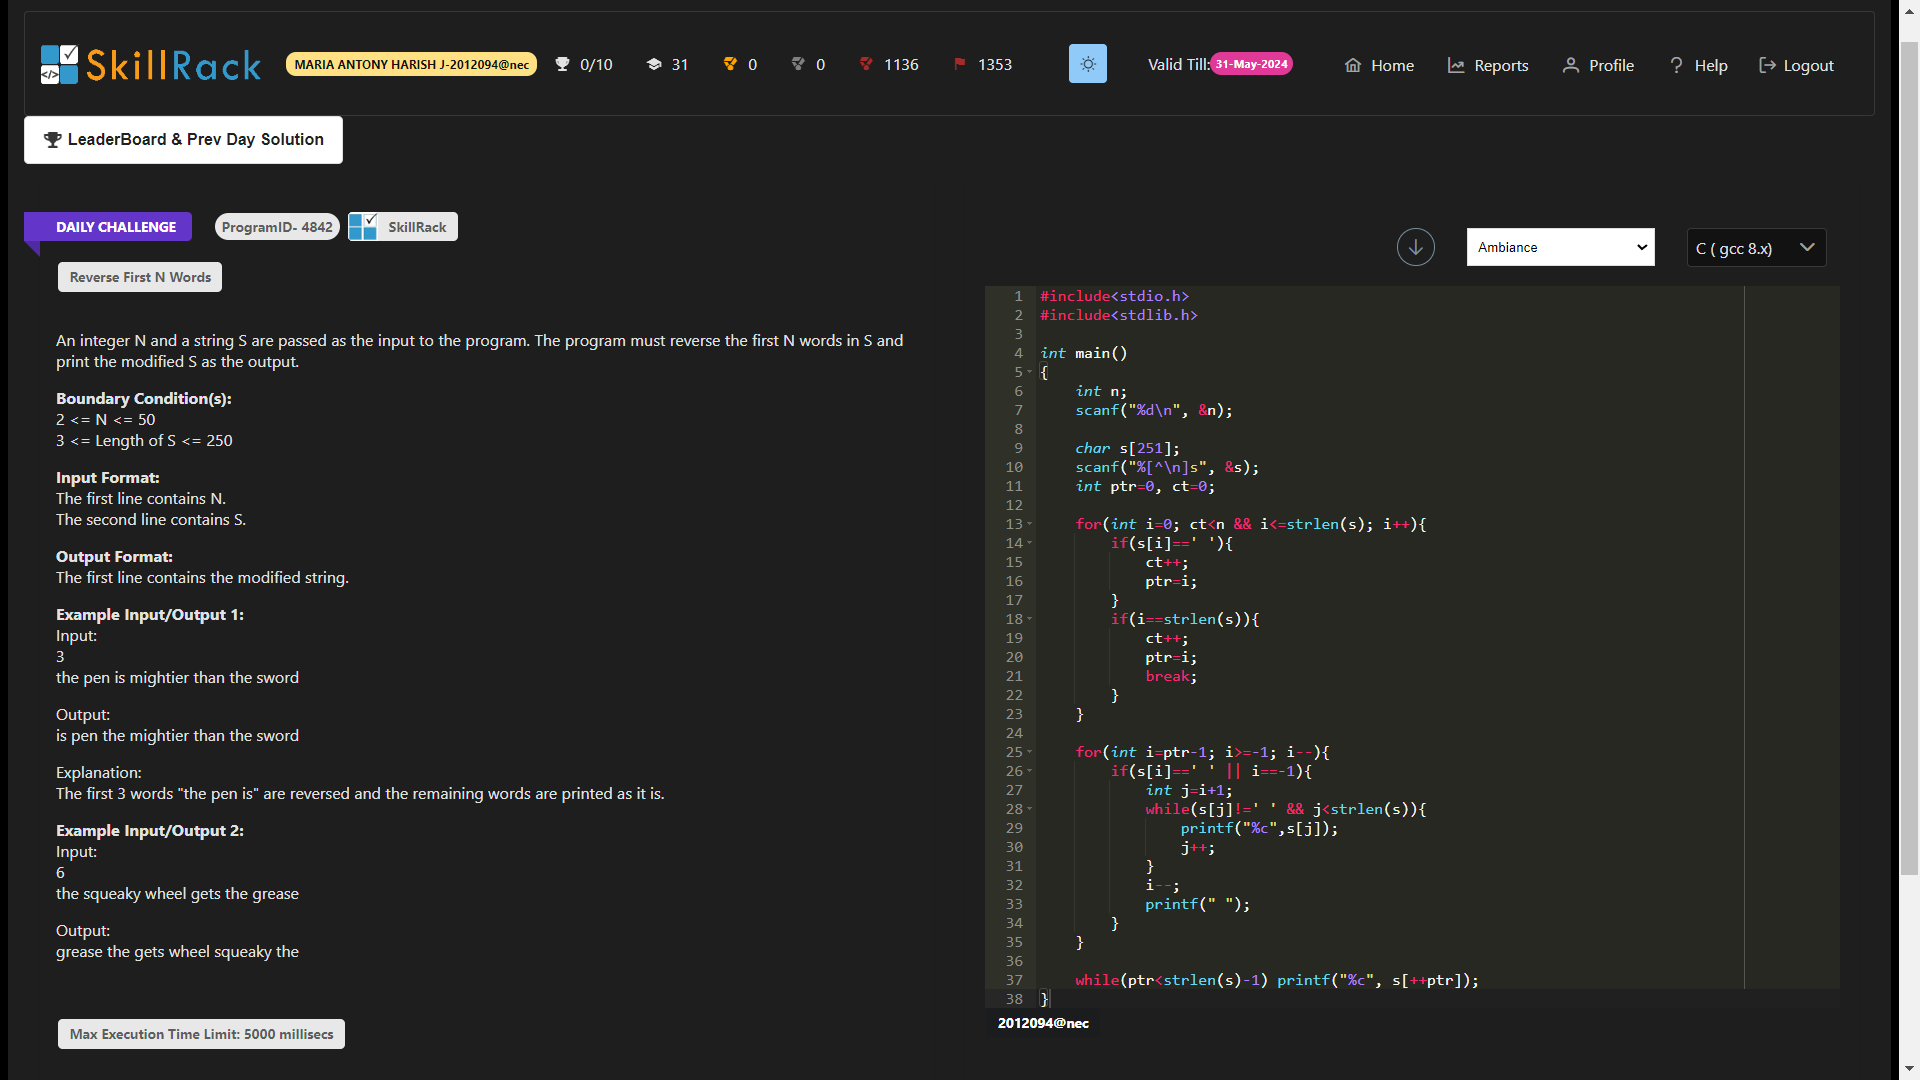 SkillRack MARIA ANTONY HARISH J-2012094@nec 0/10 31 0 0 1136 1353 Valid Till: 31-May-2024 Home Reports Profile ? Help Logout
LeaderBoard & Prev Day Solution
DAILY CHALLENGE ProgramID- 4842 SkillRack
Reverse First N Words
An integer N and a string S are passed as the input to the program. The program must reverse the first N words in S and
print the modified S as the output.
Boundary Condition(s):
2 <= N <= 50
3 <= Length of S <= 250
Input Format:
The first line contains N.
The second line contains S.
Output Format:
The first line contains the modified string.
Example Input/Output 1:
Input:
3
the pen is mightier than the sword
Output:
is pen the mightier than the sword
Explanation:
The first 3 words "the pen is" are reversed and the remaining words are printed as it is.
Example Input/Output 2:
Input:
6
the squeaky wheel gets the grease
Output:
grease the gets wheel squeaky the
Max Execution Time Limit: 5000 millisecs
Ambiance C ( gcc 8.x)
1 #include<stdio.h>
2 #include<stdlib.h>
3
4 int main()
5 {
6     int n;
7     scanf("%d\n", &n);
8
9     char s[251];
10     scanf("%[^\n]s", &s);
11     int ptr=0, ct=0;
12
13     for(int i=0; ct<n && i<=strlen(s); i++){
14         if(s[i]==' '){
15             ct++;
16             ptr=i;
17         }
18         if(i==strlen(s)){
19             ct++;
20             ptr=i;
21             break;
22         }
23     }
24
25     for(int i=ptr-1; i>=-1; i--){
26         if(s[i]==' ' || i==-1){
27             int j=i+1;
28             while(s[j]!=' ' && j<strlen(s)){
29                 printf("%c",s[j]);
30                 j++;
31             }
32             i--;
33             printf(" ");
34         }
35     }
36
37     while(ptr<strlen(s)-1) printf("%c", s[++ptr]);
38 }
2012094@nec